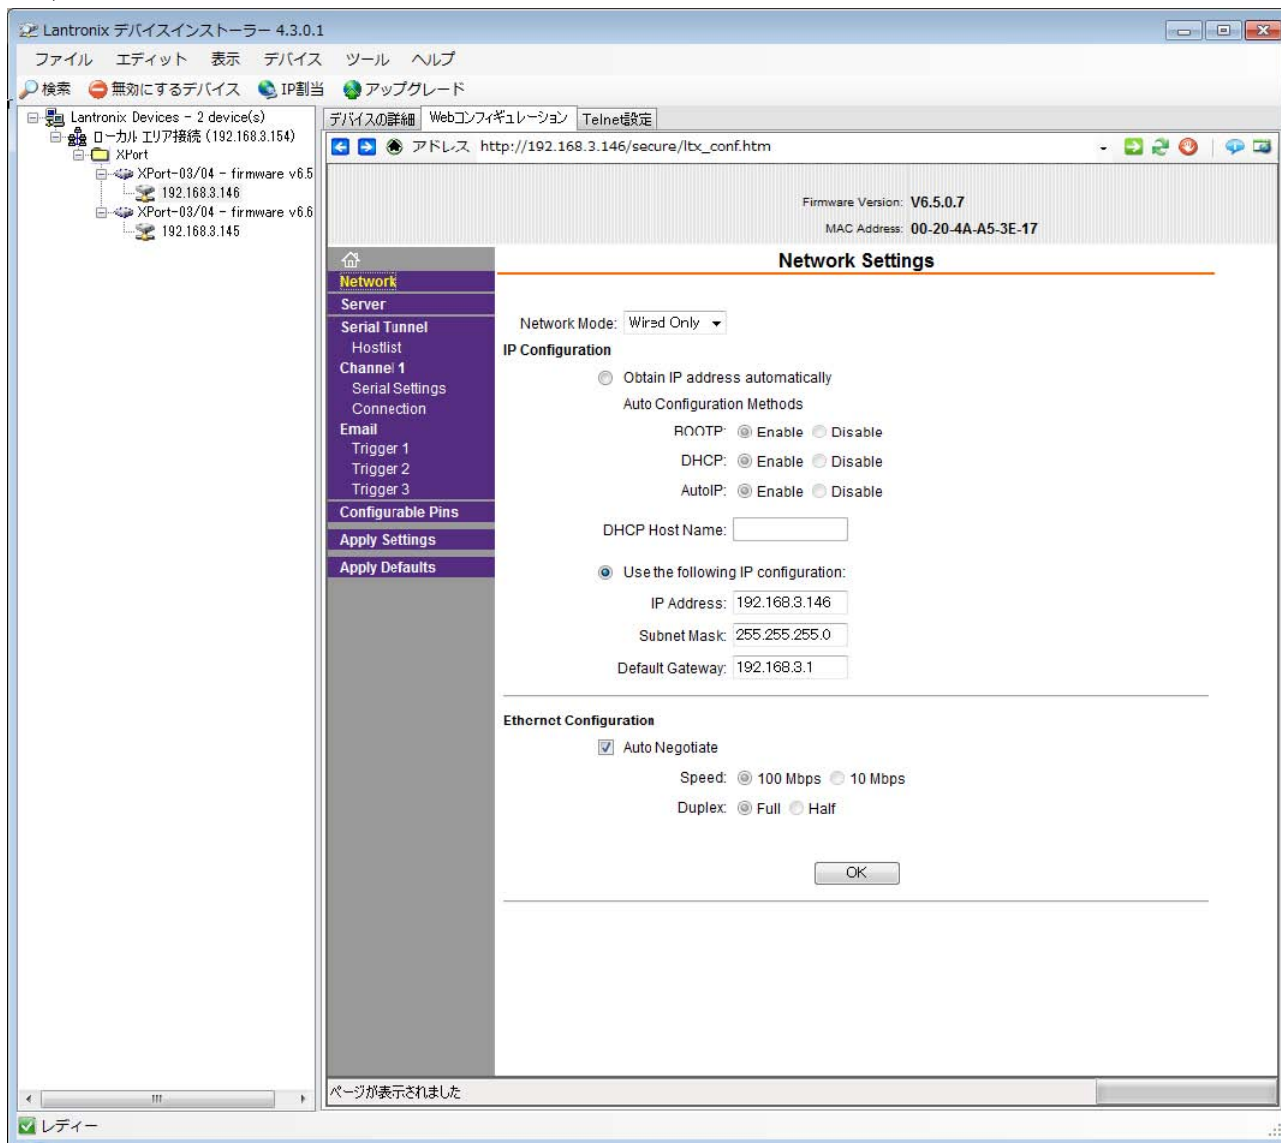 Lantronix デバイスインストーラー 4.3.0.1
ファイル エディット 表示 デバイス ツール ヘルプ
検索 無効にするデバイス IP割当 アップグレード
Lantronix Devices - 2 device(s)
ローカル エリア接続 (192.168.3.154)
XPort
XPort-03/04 - firmware v6.5
192.168.3.146
XPort-03/04 - firmware v6.6
192.168.3.145
デバイスの詳細 Webコンフィギュレーション Telnet設定
アドレス http://192.168.3.146/secure/ltx_conf.htm
Firmware Version: V6.5.0.7
MAC Address: 00-20-4A-A5-3E-17
Network
Server
Serial Tunnel
Hostlist
Channel 1
Serial Settings
Connection
Email
Trigger 1
Trigger 2
Trigger 3
Configurable Pins
Apply Settings
Apply Defaults
Network Settings
Network Mode: Wired Only
IP Configuration
Obtain IP address automatically
Auto Configuration Methods
BOOTP: Enable Disable
DHCP: Enable Disable
AutoIP: Enable Disable
DHCP Host Name:
Use the following IP configuration:
IP Address: 192.168.3.146
Subnet Mask: 255.255.255.0
Default Gateway: 192.168.3.1
Ethernet Configuration
Auto Negotiate
Speed: 100 Mbps 10 Mbps
Duplex: Full Half
OK
ページが表示されました
レディー